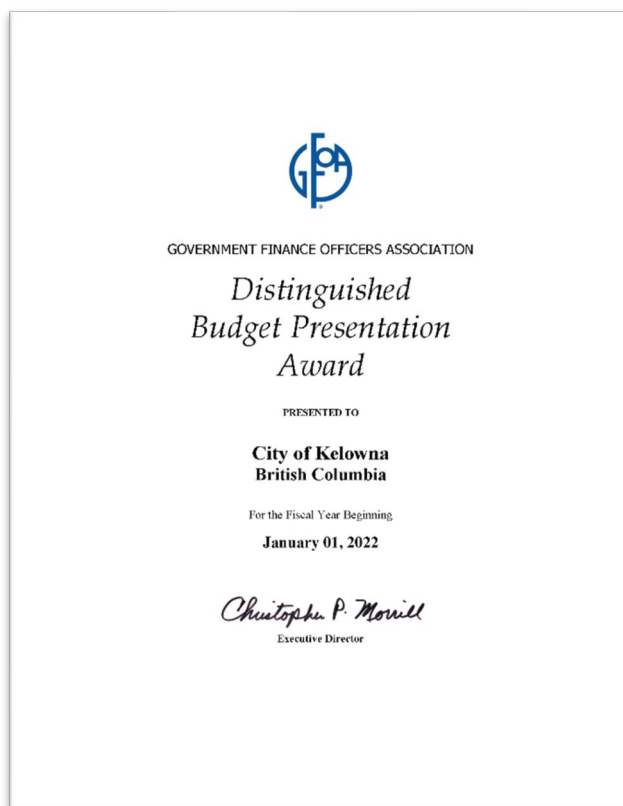 GFOA
GOVERNMENT FINANCE OFFICERS ASSOCIATION
Distinguished
Budget Presentation
Award
PRESENTED TO
City of Kelowna
British Columbia
For the Fiscal Year Beginning
January 01, 2022
Christopher P. Morrill
Executive Director